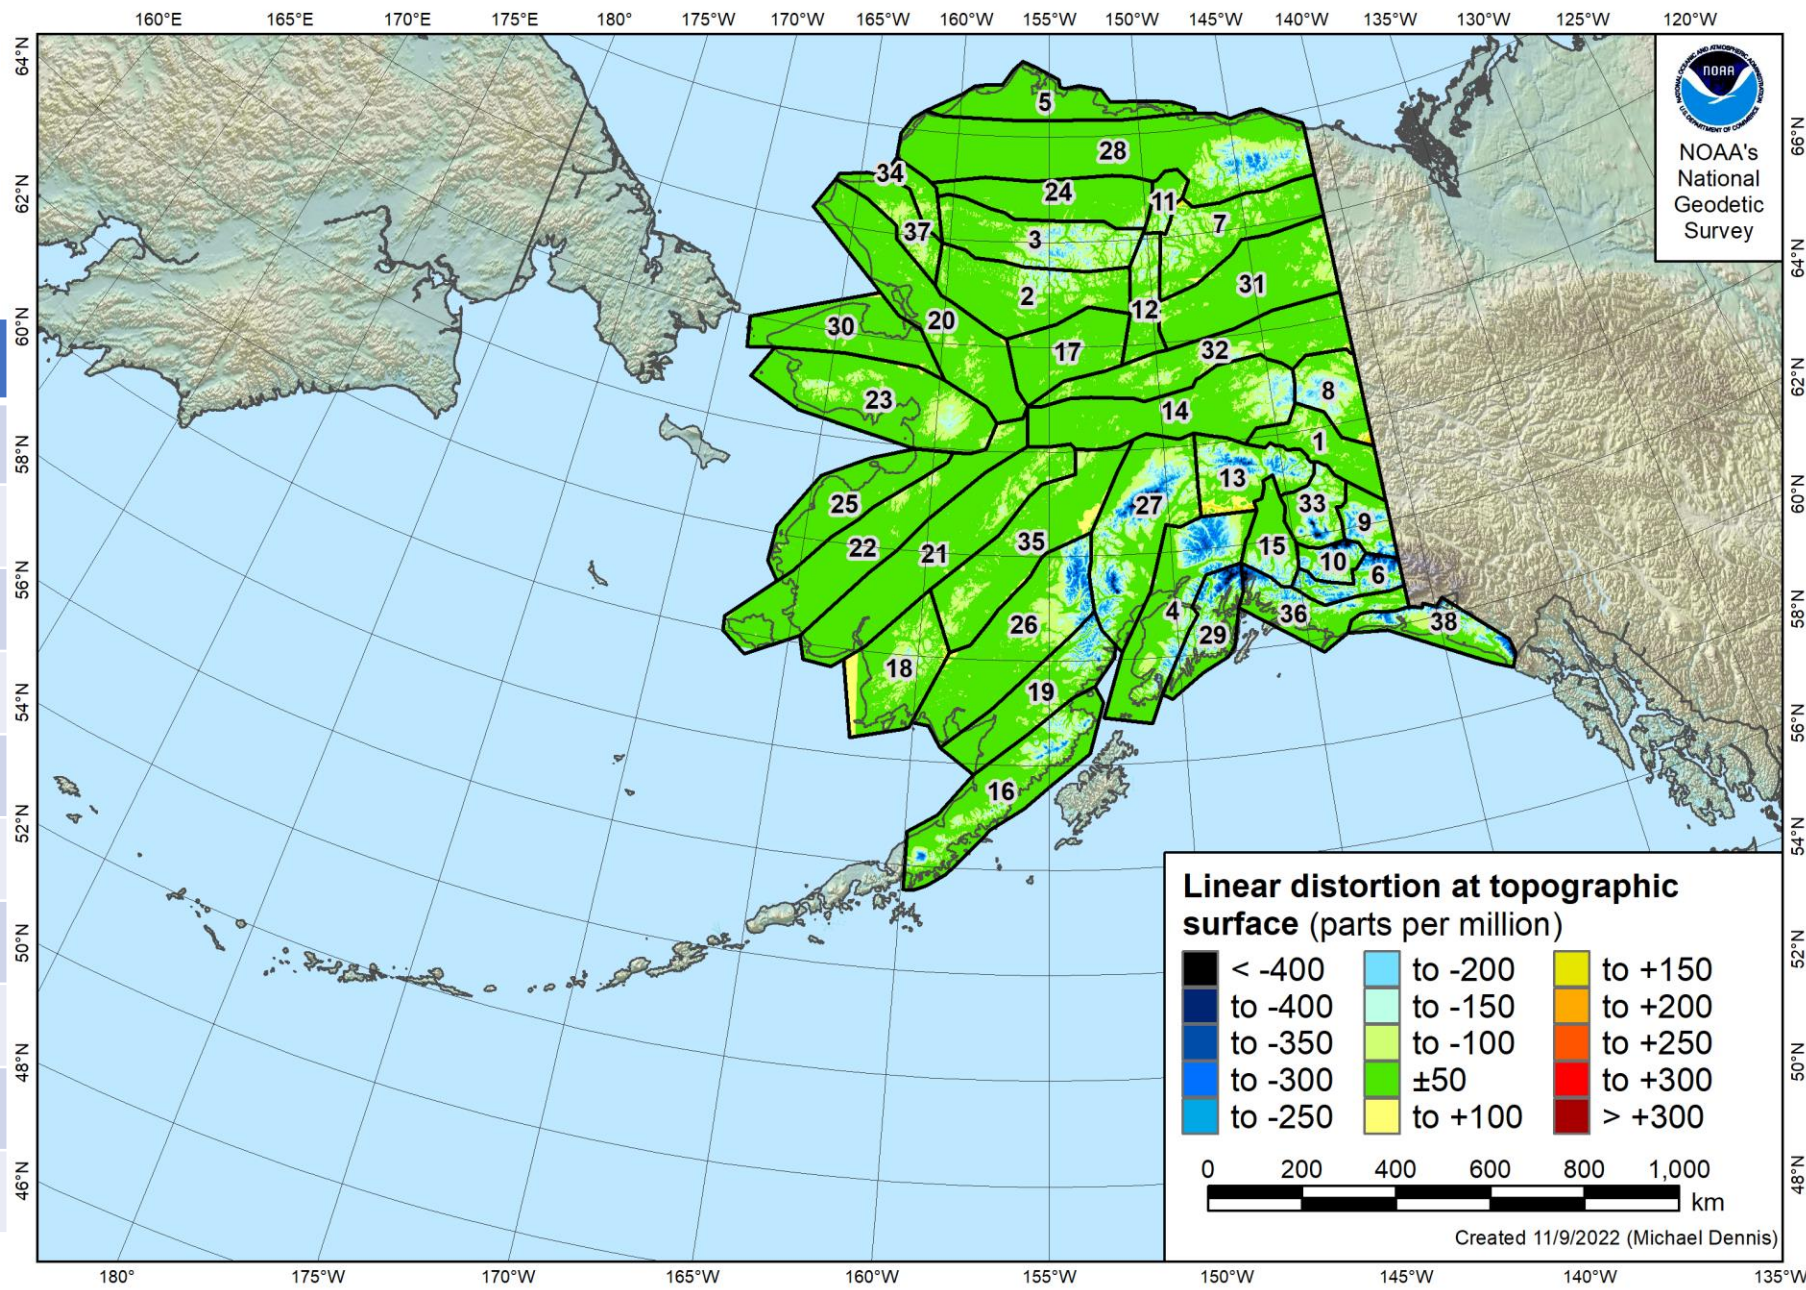 160°E 165°E 170°E 175°E 180° 175°W 170°W 165°W 160°W 155°W 150°W 145°W 140°W 135°W 130°W 125°W 120°W
64°N
62°N
60°N
58°N
56°N
54°N
52°N
50°N
48°N
46°N
NOAA
NOAA's
National
Geodetic
Survey
66°N
64°N
62°N
60°N
58°N
56°N
54°N
52°N
50°N
48°N
5
28
34
24
11
7
37
3
31
2
12
20
30
17
32
8
23
14
1
13
25
27
33
9
22
21
35
15
10
6
4
36
26
29
38
18
19
16
Linear distortion at topographic
surface (parts per million)
< -400 to -200 to +150
to -400 to -150 to +200
to -350 to -100 to +250
to -300 ±50 to +300
to -250 to +100 > +300
0 200 400 600 800 1,000
km
Created 11/9/2022 (Michael Dennis)
180° 175°W 170°W 165°W 160°W 155°W 150°W 145°W 140°W 135°W